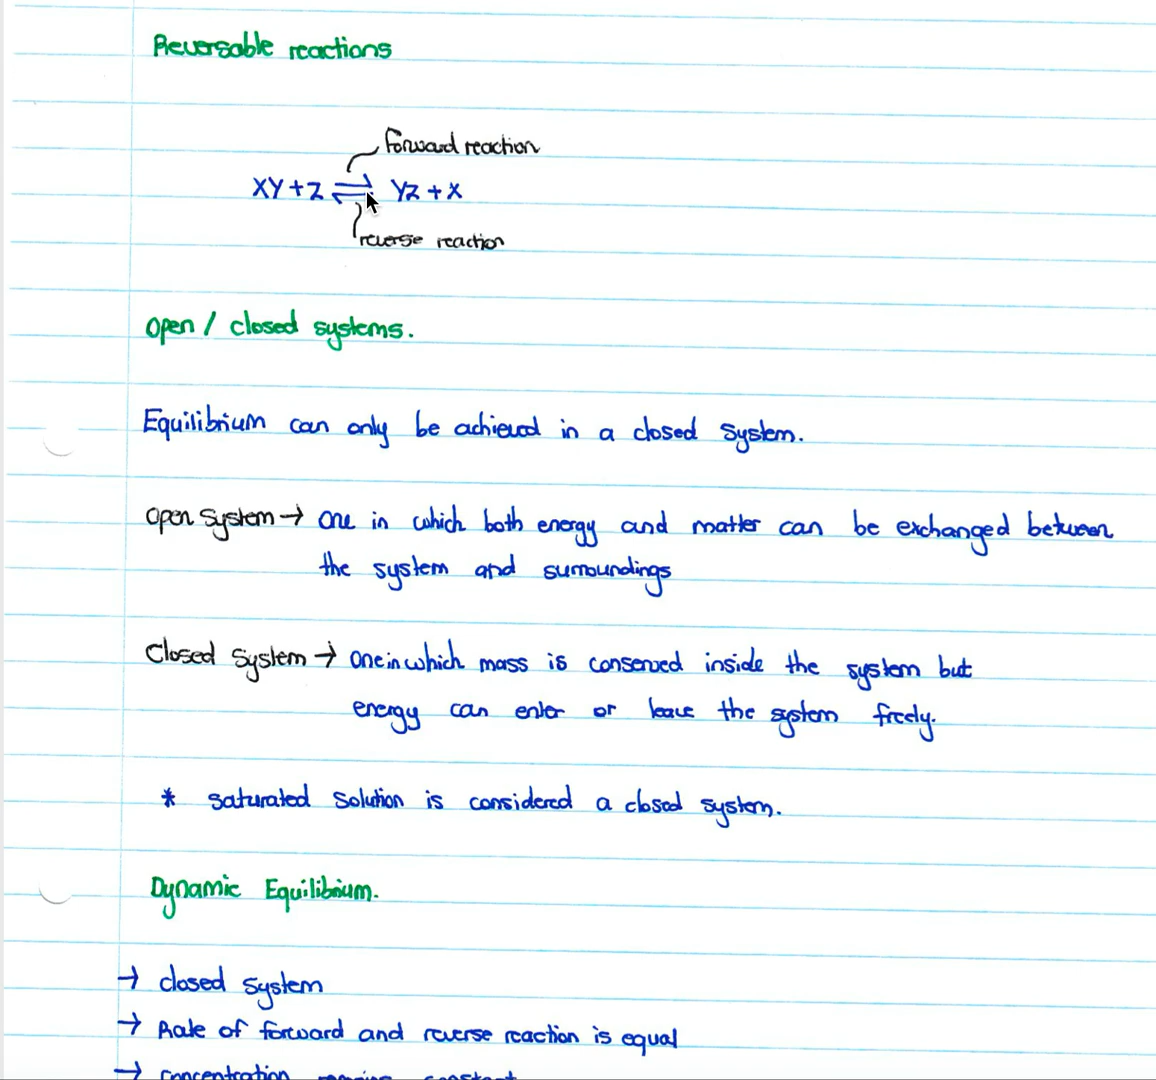 Reversable reactions
forward reaction
XY + Z ⇌ YZ + X
reverse reaction
Open / closed systems.
Equilibrium can only be achieved in a closed system.
Open system → one in which both energy and matter can be exchanged between
the system and surroundings
Closed system → one in which mass is conserved inside the system but
energy can enter or leave the system freely.
* saturated solution is considered a closed system.
Dynamic Equilibrium.
→ closed system
→ Rate of forward and reverse reaction is equal
→ concentration remains constant